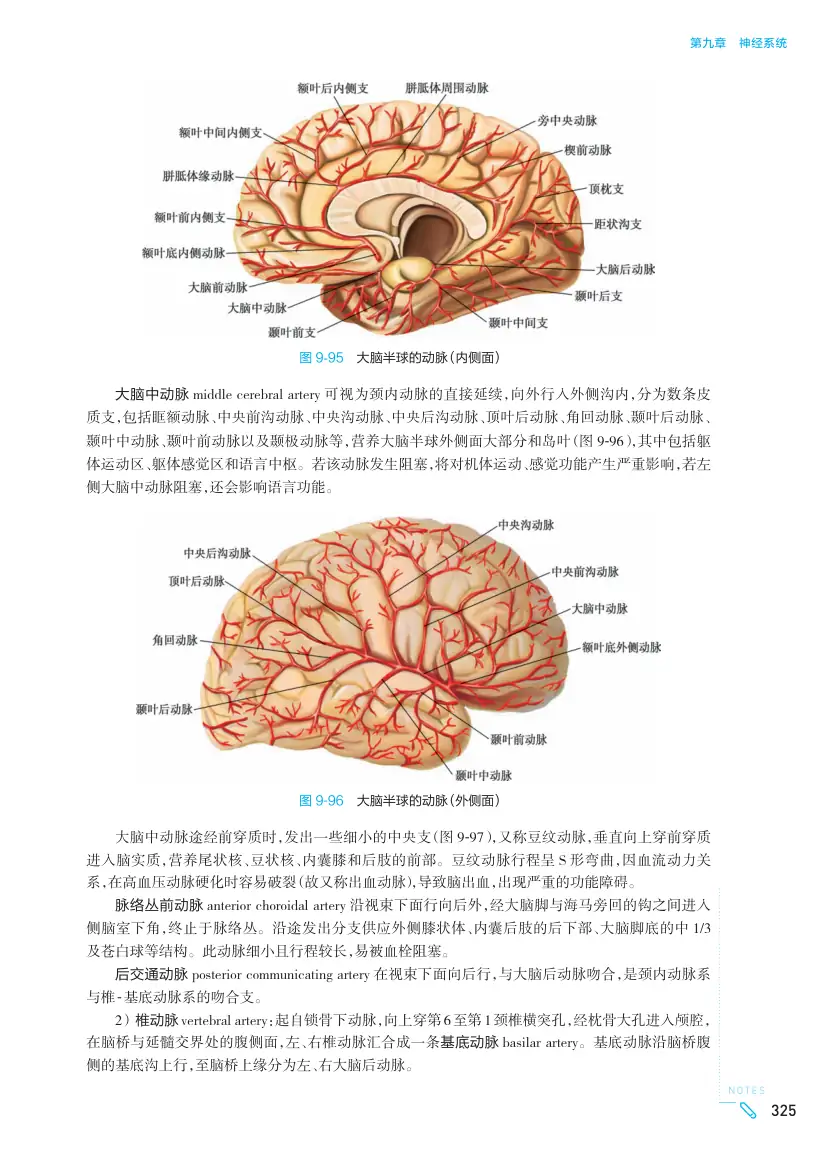 第九章 神经系统
额叶后内侧支
胼胝体周围动脉
额叶中间内侧支
旁中央动脉
楔前动脉
胼胝体缘动脉
顶枕支
额叶前内侧支
距状沟支
额叶底内侧动脉
大脑后动脉
大脑前动脉
颞叶后支
大脑中动脉
颞叶中间支
颞叶前支
图 9-95 大脑半球的动脉(内侧面)
大脑中动脉 middle cerebral artery 可视为颈内动脉的直接延续,向外行入外侧沟内,分为数条皮
质支,包括眶额动脉、中央前沟动脉、中央沟动脉、中央后沟动脉、顶叶后动脉、角回动脉、颞叶后动脉、
颞叶中动脉、颞叶前动脉以及颞极动脉等,营养大脑半球外侧面大部分和岛叶(图 9-96),其中包括躯
体运动区、躯体感觉区和语言中枢。若该动脉发生阻塞,将对机体运动、感觉功能产生严重影响,若左
侧大脑中动脉阻塞,还会影响语言功能。
中央沟动脉
中央后沟动脉
中央前沟动脉
顶叶后动脉
大脑中动脉
角回动脉
额叶底外侧动脉
颞叶后动脉
颞叶前动脉
颞叶中动脉
图 9-96 大脑半球的动脉(外侧面)
大脑中动脉途经前穿质时,发出一些细小的中央支(图 9-97),又称豆纹动脉,垂直向上穿前穿质
进入脑实质,营养尾状核、豆状核、内囊膝和后肢的前部。豆纹动脉行程呈 S 形弯曲,因血流动力关
系,在高血压动脉硬化时容易破裂(故又称出血动脉),导致脑出血,出现严重的功能障碍。
脉络丛前动脉 anterior choroidal artery 沿视束下面行向后外,经大脑脚与海马旁回的钩之间进入
侧脑室下角,终止于脉络丛。沿途发出分支供应外侧膝状体、内囊后肢的后下部、大脑脚底的中 1/3
及苍白球等结构。此动脉细小且行程较长,易被血栓阻塞。
后交通动脉 posterior communicating artery 在视束下面向后行,与大脑后动脉吻合,是颈内动脉系
与椎-基底动脉系的吻合支。
2)椎动脉 vertebral artery:起自锁骨下动脉,向上穿第 6 至第 1 颈椎横突孔,经枕骨大孔进入颅腔,
在脑桥与延髓交界处的腹侧面,左、右椎动脉汇合成一条基底动脉 basilar artery。基底动脉沿脑桥腹
侧的基底沟上行,至脑桥上缘分为左、右大脑后动脉。
NOTES
325